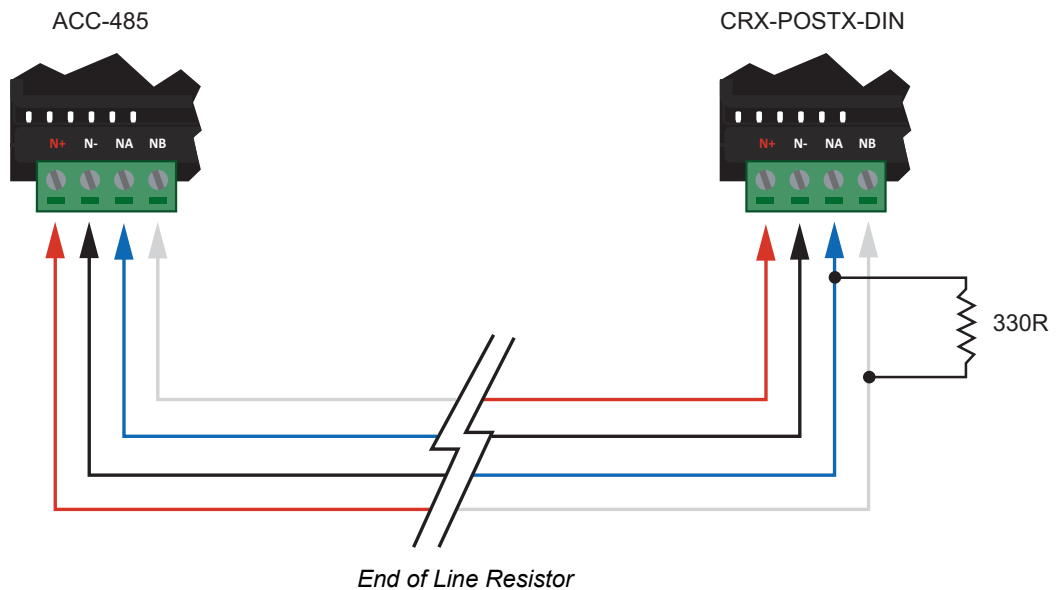 ACC-485
CRX-POSTX-DIN
N+ N- NA NB
N+ N- NA NB
330R
End of Line Resistor